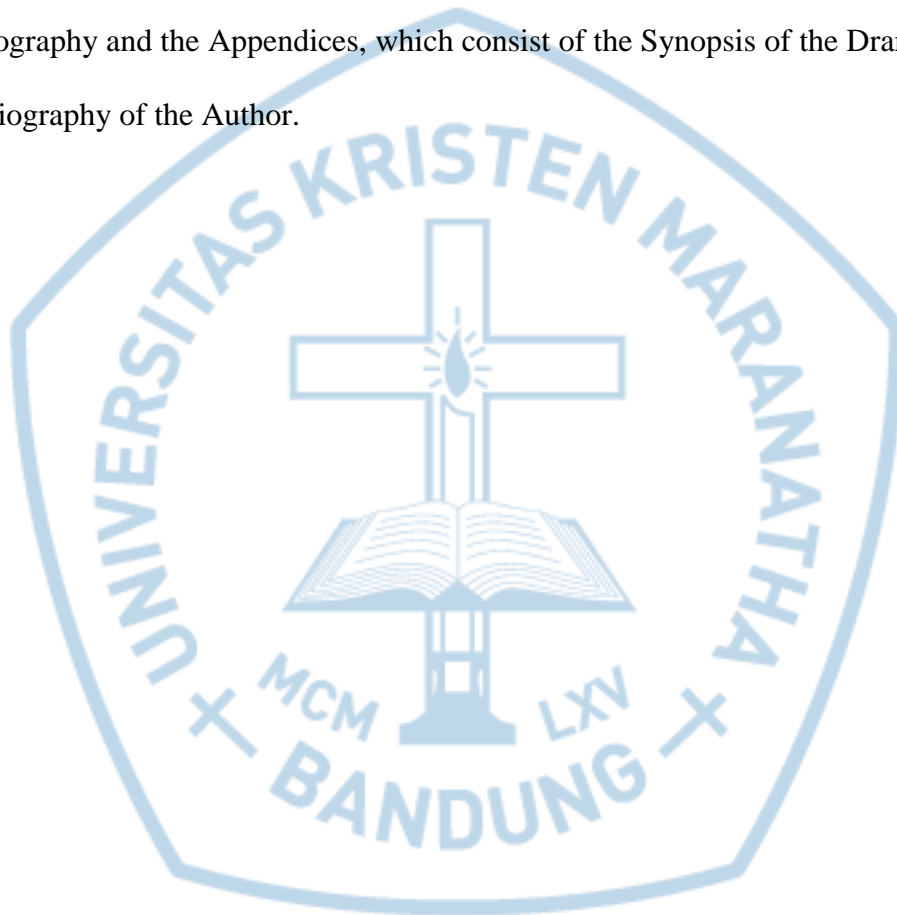 ography and the Appendices, which consist of the Synopsis of the Dra
iography of the Author.
UNIVERSITAS KRISTEN MARANATHA
MCM LXV
BANDUNG